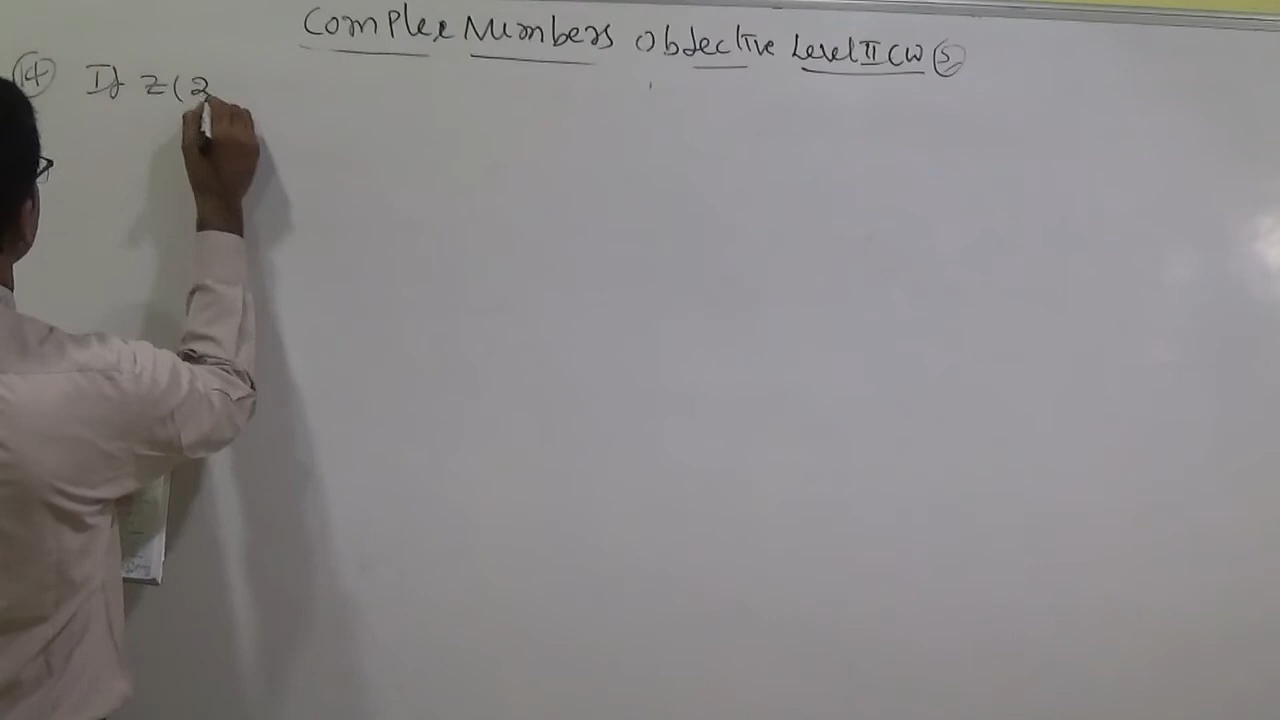 Complex Numbers Objective Level II CW (5)
(14) If z(2